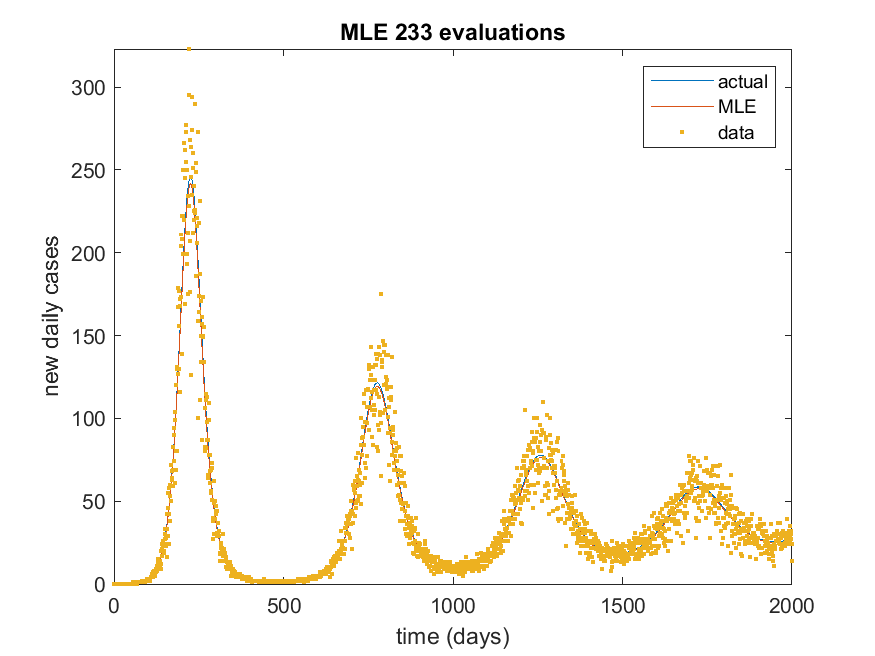 MLE 233 evaluations
actual
MLE
data
300
250
200
150
100
50
0
new daily cases
0 500 1000 1500 2000
time (days)